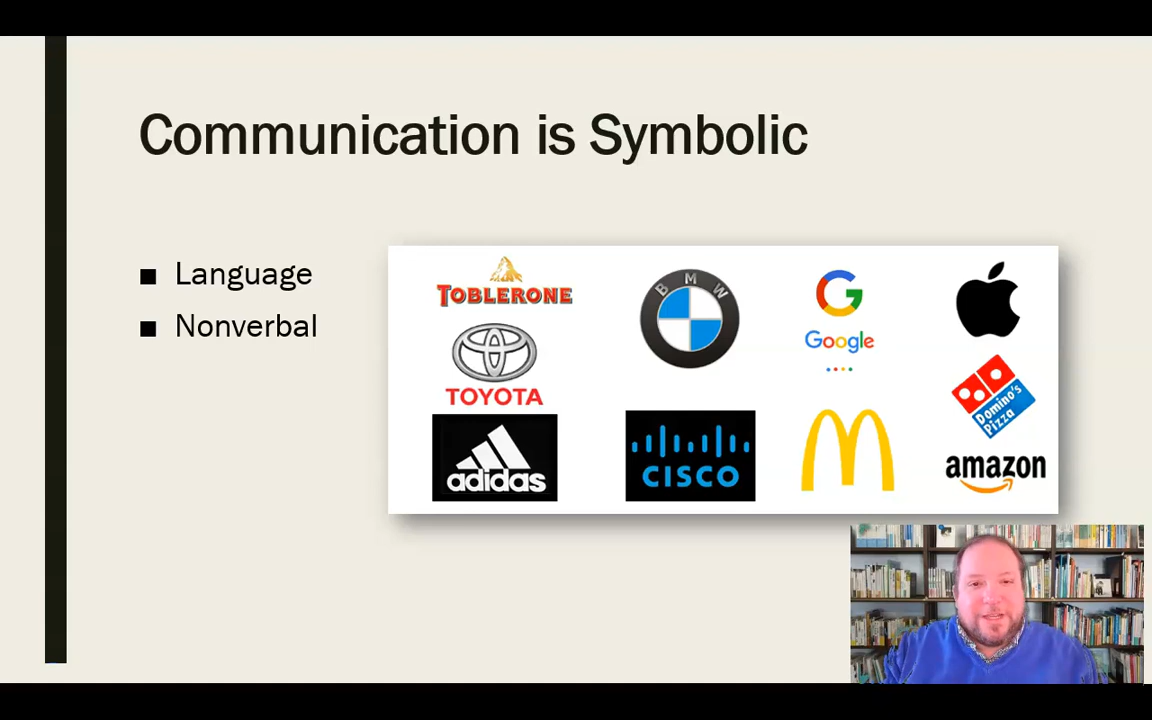 Communication is Symbolic
■ Language
■ Nonverbal
TOBLERONE
TOYOTA
adidas
BMW
CISCO
G
Google
M
Domino's
Pizza
amazon